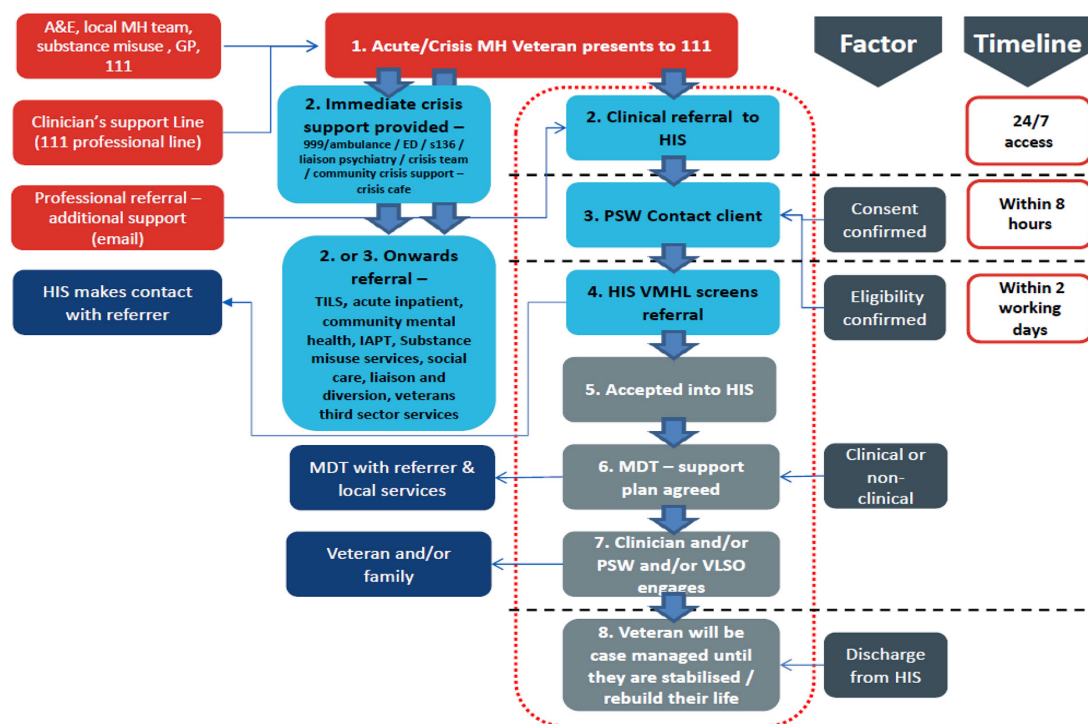 A&E, local MH team,
substance misuse , GP,
111
1. Acute/Crisis MH Veteran presents to 111
Factor
Timeline
Clinician's support Line
(111 professional line)
2. Immediate crisis
support provided –
999/ambulance / ED / s136 /
liaison psychiatry / crisis team
/ community crisis support –
crisis cafe
2. Clinical referral to
HIS
24/7
access
Professional referral –
additional support
(email)
3. PSW Contact client
Consent
confirmed
Within 8
hours
2. or 3. Onwards
referral –
TILS, acute inpatient,
community mental
health, IAPT, Substance
misuse services, social
care, liaison and
diversion, veterans
third sector services
HIS makes contact
with referrer
4. HIS VMHL screens
referral
Eligibility
confirmed
Within 2
working
days
5. Accepted into HIS
MDT with referrer &
local services
6. MDT – support
plan agreed
Clinical or
non-
clinical
Veteran and/or
family
7. Clinician and/or
PSW and/or VLSO
engages
8. Veteran will be
case managed until
they are stabilised /
rebuild their life
Discharge
from HIS